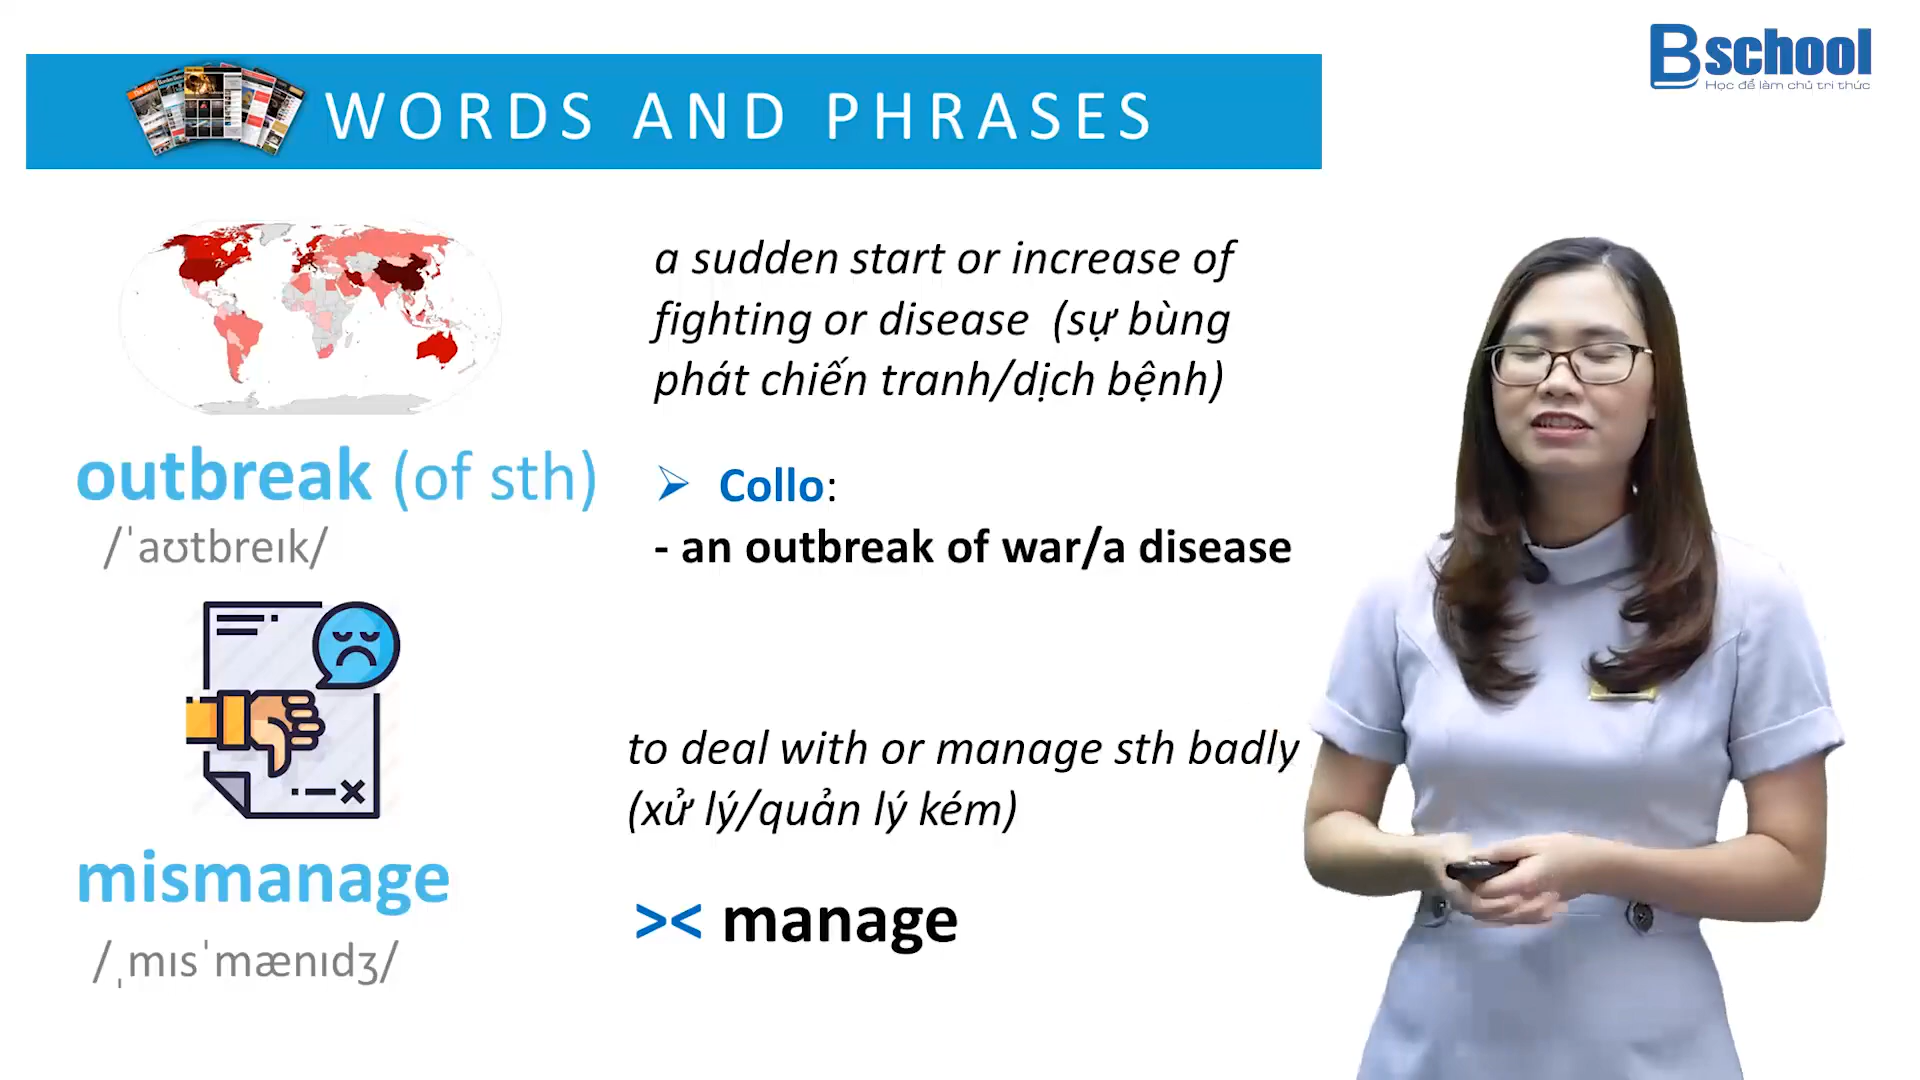 Bschool
Học để làm chủ tri thức
WORDS AND PHRASES
a sudden start or increase of
fighting or disease (sự bùng
phát chiến tranh/dịch bệnh)
outbreak (of sth)
/ˈaʊtbreɪk/
➢ Collo:
- an outbreak of war/a disease
to deal with or manage sth badly
(xử lý/quản lý kém)
mismanage
/ˌmɪsˈmænɪdʒ/
>< manage